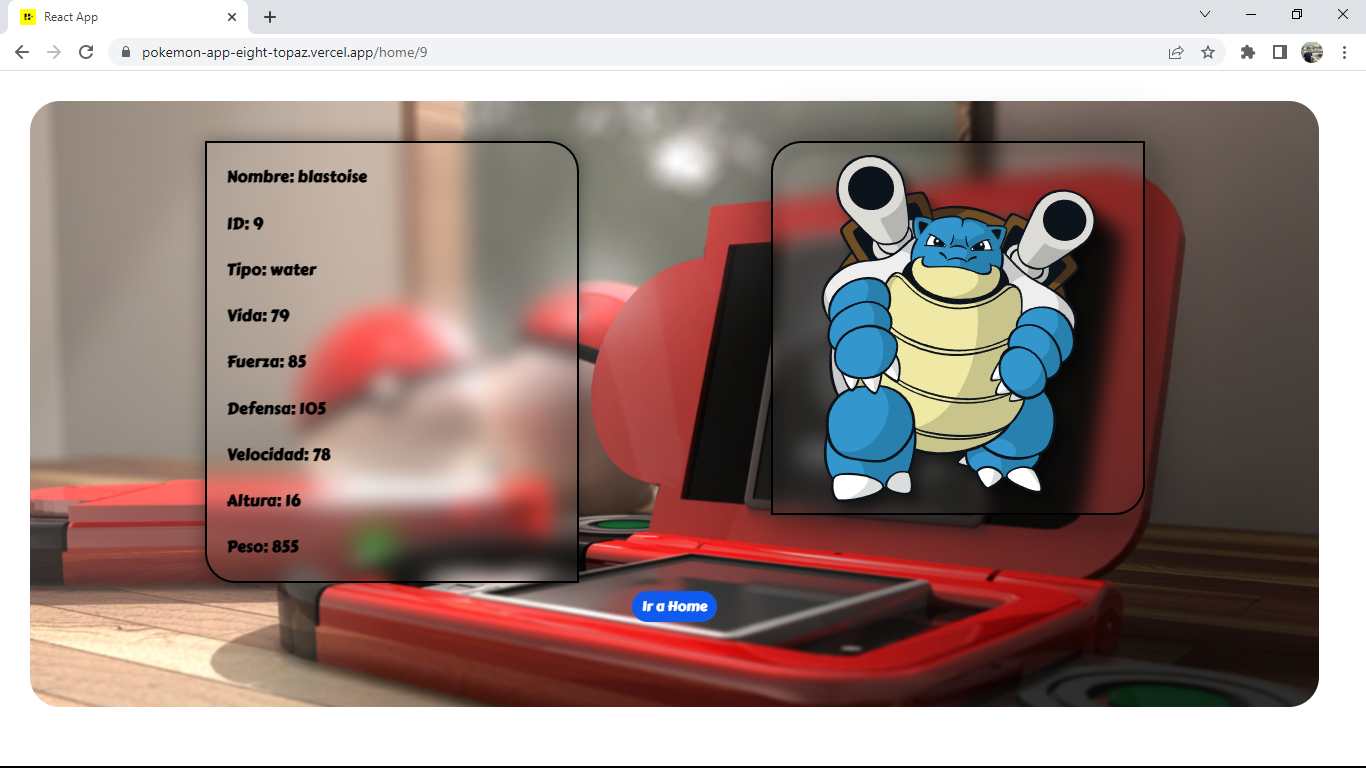 React App
pokemon-app-eight-topaz.vercel.app/home/9
Nombre: blastoise
ID: 9
Tipo: water
Vida: 79
Fuerza: 85
Defensa: 105
Velocidad: 78
Altura: 16
Peso: 855
Ir a Home